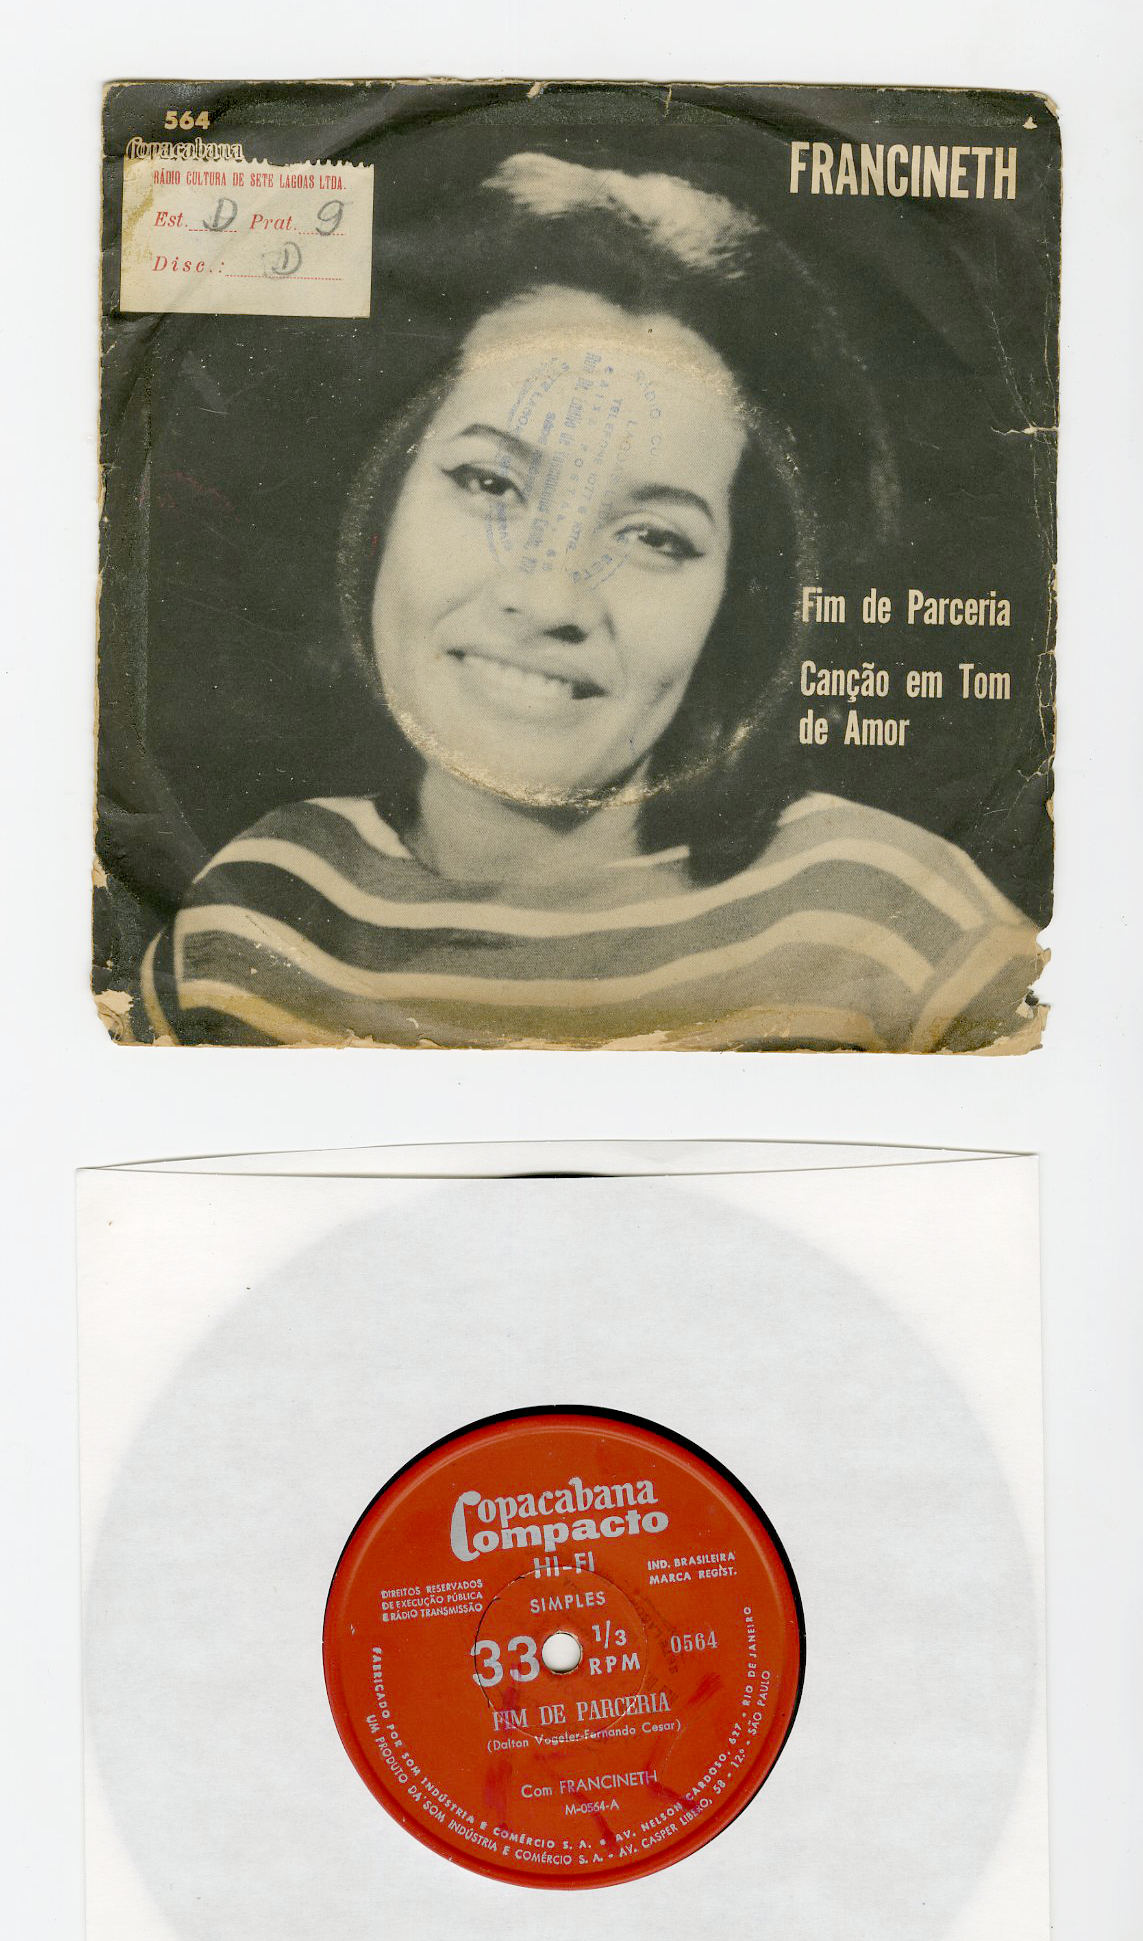 564
Copacabana
RÁDIO CULTURA DE SETE LAGOAS LTDA.
Est. D Prat. 9
Disc.: D
FRANCINETH
Fim de Parceria
Canção em Tom
de Amor
Copacabana
Compacto
HI-FI
SIMPLES
IND. BRASILEIRA
MARCA REGIST.
DIREITOS RESERVADOS
DE EXECUÇÃO PÚBLICA
E RÁDIO TRANSMISSÃO
33 1/3
RPM
0564
FIM DE PARCERIA
(Dalton Vogeler-Fernando Cesar)
Com FRANCINETH
M-0564-A
FABRICADO POR SOM INDÚSTRIA E COMÉRCIO S. A. • AV. NELSON CARDOSO, 627 • RIO DE JANEIRO
UM PRODUTO DA SOM INDÚSTRIA E COMÉRCIO S. A. • AV. CASPER LIBERO, 58 - 12.º - SÃO PAULO